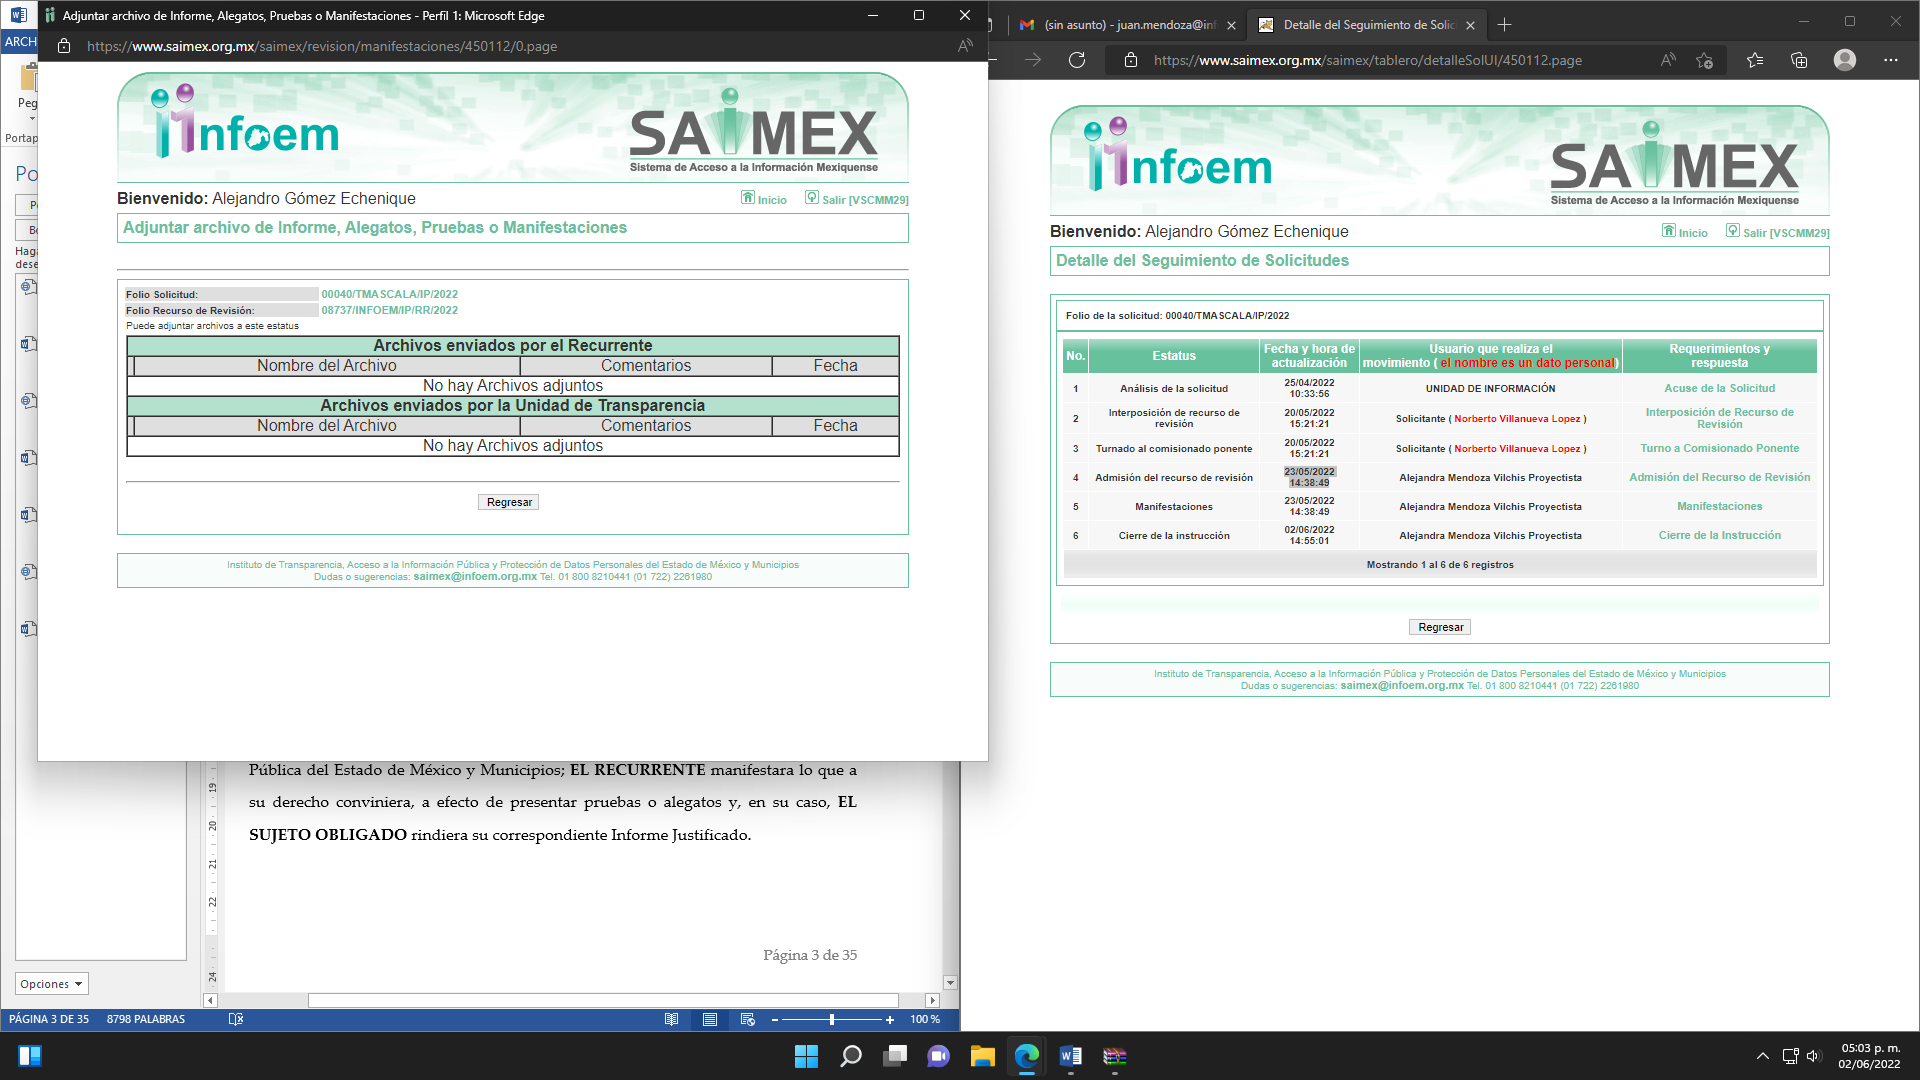 Adjuntar archivo de Informe, Alegatos, Pruebas o Manifestaciones - Perfil 1: Microsoft Edge
https://www.saimex.org.mx/saimex/revision/manifestaciones/450112/0.page
infoem
SAIMEX
Sistema de Acceso a la Información Mexiquense
Bienvenido: Alejandro Gómez Echenique
Inicio
Salir [VSCMM29]
Adjuntar archivo de Informe, Alegatos, Pruebas o Manifestaciones
Folio Solicitud: 00040/TMASCALA/IP/2022
Folio Recurso de Revisión: 08737/INFOEM/IP/RR/2022
Puede adjuntar archivos a este estatus
Archivos enviados por el Recurrente
Nombre del Archivo Comentarios Fecha
No hay Archivos adjuntos
Archivos enviados por la Unidad de Transparencia
Nombre del Archivo Comentarios Fecha
No hay Archivos adjuntos
Regresar
Instituto de Transparencia, Acceso a la Información Pública y Protección de Datos Personales del Estado de México y Municipios
Dudas o sugerencias: saimex@infoem.org.mx Tel. 01 800 8210441 (01 722) 2261980
ARCH
Peg
Portap
Po
Haga
dese
Pública del Estado de México y Municipios; EL RECURRENTE manifestara lo que a
su derecho conviniera, a efecto de presentar pruebas o alegatos y, en su caso, EL
SUJETO OBLIGADO rindiera su correspondiente Informe Justificado.
Página 3 de 35
19
20
21
22
24
Opciones
PÁGINA 3 DE 35 8798 PALABRAS
100 %
(sin asunto) - juan.mendoza@inf
Detalle del Seguimiento de Solic
https://www.saimex.org.mx/saimex/tablero/detalleSolUI/450112.page
infoem
SAIMEX
Sistema de Acceso a la Información Mexiquense
Bienvenido: Alejandro Gómez Echenique
Inicio
Salir [VSCMM29]
Detalle del Seguimiento de Solicitudes
Folio de la solicitud: 00040/TMASCALA/IP/2022
No. Estatus Fecha y hora de actualización Usuario que realiza el movimiento ( el nombre es un dato personal) Requerimientos y respuesta
1 Análisis de la solicitud 25/04/2022 10:33:56 UNIDAD DE INFORMACIÓN Acuse de la Solicitud
2 Interposición de recurso de revisión 20/05/2022 15:21:21 Solicitante ( Norberto Villanueva Lopez ) Interposición de Recurso de Revisión
3 Turnado al comisionado ponente 20/05/2022 15:21:21 Solicitante ( Norberto Villanueva Lopez ) Turno a Comisionado Ponente
4 Admisión del recurso de revisión 23/05/2022 14:38:49 Alejandra Mendoza Vilchis Proyectista Admisión del Recurso de Revisión
5 Manifestaciones 23/05/2022 14:38:49 Alejandra Mendoza Vilchis Proyectista Manifestaciones
6 Cierre de la instrucción 02/06/2022 14:55:01 Alejandra Mendoza Vilchis Proyectista Cierre de la Instrucción
Mostrando 1 al 6 de 6 registros
Regresar
Instituto de Transparencia, Acceso a la Información Pública y Protección de Datos Personales del Estado de México y Municipios
Dudas o sugerencias: saimex@infoem.org.mx Tel. 01 800 8210441 (01 722) 2261980
05:03 p. m.
02/06/2022